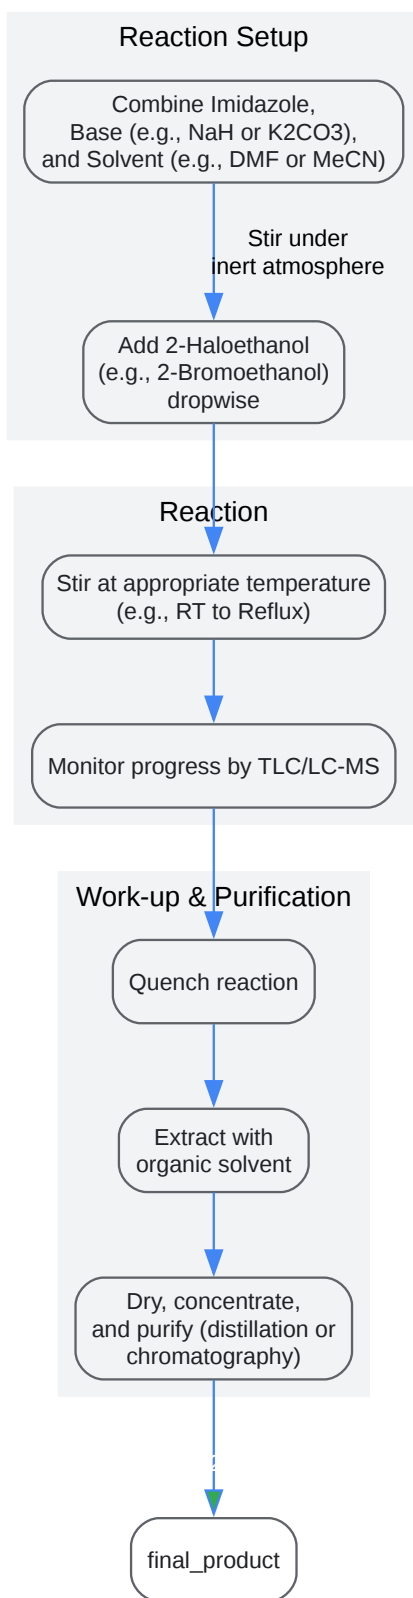 Reaction Setup
Combine Imidazole,
Base (e.g., NaH or K2CO3),
and Solvent (e.g., DMF or MeCN)
Stir under
inert atmosphere
Add 2-Haloethanol
(e.g., 2-Bromoethanol)
dropwise
Reaction
Stir at appropriate temperature
(e.g., RT to Reflux)
Monitor progress by TLC/LC-MS
Work-up & Purification
Quench reaction
Extract with
organic solvent
Dry, concentrate,
and purify (distillation or
chromatography)
final_product